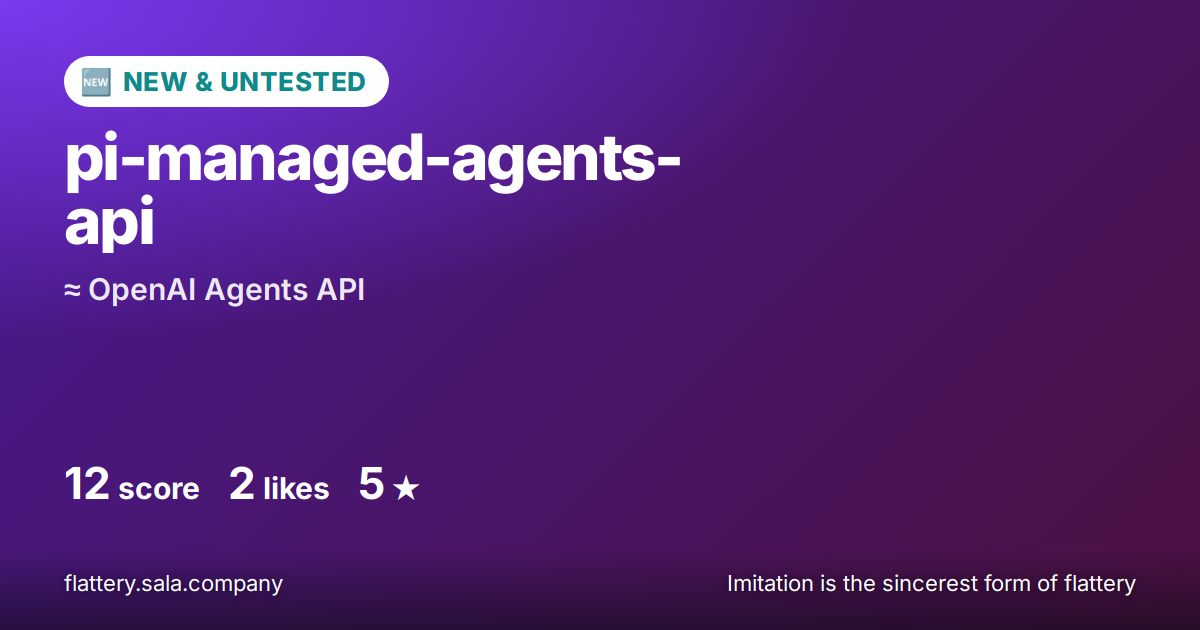 🆕 NEW & UNTESTED
pi-managed-agents-
api
≈ OpenAI Agents API
12 score 2 likes 5 ★
flattery.sala.company
Imitation is the sincerest form of flattery